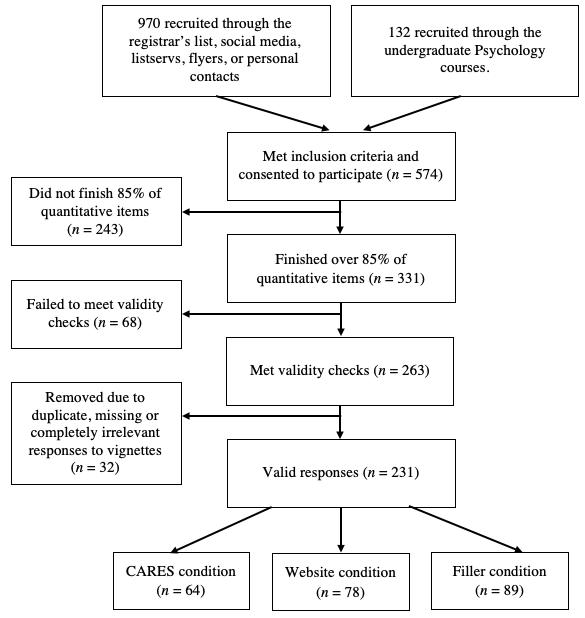 970 recruited through the
registrar's list, social media,
listservs, flyers, or personal
contacts
132 recruited through the
undergraduate Psychology
courses.
Met inclusion criteria and
consented to participate (n = 574)
Did not finish 85% of
quantitative items
(n = 243)
Finished over 85% of
quantitative items (n = 331)
Failed to meet validity
checks (n = 68)
Met validity checks (n = 263)
Removed due to
duplicate, missing or
completely irrelevant
responses to vignettes
(n = 32)
Valid responses (n = 231)
CARES condition
(n = 64)
Website condition
(n = 78)
Filler condition
(n = 89)